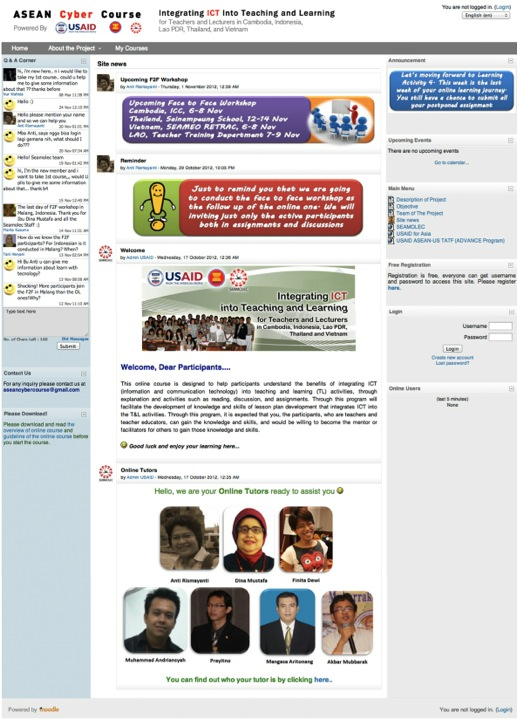 ASEAN Cyber Course
Powered By
USAID
FROM THE AMERICAN PEOPLE
SEAMOLEC
Integrating ICT Into Teaching and Learning
for Teachers and Lecturers in Cambodia, Indonesia,
Lao PDR, Thailand, and Vietnam
You are not logged in. (Login)
English (en)
Home
About the Project
My Courses
Q & A Corner
Hi, i'm new here.. n i would like to
take my 1st course.. could u help
me to give some information
about that ?? thanks before
08 Mar 11:38 PM
Hello :)
24 Nov 12:10 PM
Hello please mention your name
and so we can help you
Anti Rismayanti
20 Nov 01:01 PM
Mba Anti, saya ngga bisa login
lagi gemana nih, what should I
do???
20 Nov 07:34 AM
Hello! Seamolec team
19 Nov 01:42 PM
hi, i'm the new member and i
want to take 1st course,,, would u
plis to give me some information
about that... thank b4
15 Nov 12:40 PM
The last day of F2F workshop
in Malang, Indonesia. Thank you for
Ibu Dina Mustafa and all the
Seamolec Staff :)
14 Nov 11:31 AM
How do we know the F2F
participants? For Indonesian is it
conducted in Malang? When?
13 Nov 02:04 PM
Hi Bu Anti u can give me
information about learn with
tecnology?
13 Nov 08:08 AM
Shocking! More participants join
the F2F in Malang than the OL
ones!Why?
12 Nov 11:10 AM
Type text here
No. of Chars left : 160
Old Messages
Submit
Contact Us
For any inquiry please contact us at
aseancybercourse@gmail.com
Please Download!
Please download and read the
overview of online course and
guideline of the online course before
you start the course.
Site news
Upcoming F2F Workshop
by Anti Rismayanti - Thursday, 1 November 2012, 12:36 AM
Upcoming Face to Face Workshop
Cambodia, ICC, 6-8 Nov
Thailand, Seinampueng School, 12-14 Nov
Vietnam, SEAMEO RETRAC, 6-8 Nov
LAO, Teacher Training Department 7-9 Nov
Reminder
by Anti Rismayanti - Monday, 29 October 2012, 10:03 PM
Just to remind you that we are going
to conduct the face to face workshop as
the follow up of the online one. We will
inviting just only the active participants
both in assignments and discussions
Welcome
by Admin USAID - Wednesday, 17 October 2012, 12:36 AM
USAID
FROM THE AMERICAN PEOPLE
SEAMOLEC
Integrating ICT
into Teaching and Learning
for Teachers and Lecturers
in Cambodia, Indonesia, Lao PDR,
Thailand, and Vietnam
Welcome, Dear Participants....
This online course is designed to help participants understand the benefits of integrating ICT
(information and communication technology) into teaching and learning (TL) activities, through
explanation and activities such as reading, discussion, and assignments. Through this program will
facilitate the development of knowledge and skills of lesson plan development that integrates ICT into
the T&L activities. Through this program, it is expected that you, the participants, who are teachers and
teacher educators, can gain the knowledge and skills, and would be willing to become the mentor or
facilitators for others to gain those knowledge and skills.
Good luck and enjoy your learning here...
Online Tutors
by Admin USAID - Wednesday, 17 October 2012, 12:35 AM
Hello, we are your Online Tutors ready to assist you
Anti Rismayanti
Dina Mustafa
Finita Dewi
Muhammad Andriansyah
Prayitno
Mangasa Aritonang
Akbar Mubbarak
You can find out who your tutor is by clicking here..
Announcement
Let's moving forward to Learning
Activity 4- This week is the last
week of your online learning journey
You still have a chance to submit all
your postponed assignment
Upcoming Events
There are no upcoming events
Go to calendar...
Main Menu
Description of Project
Objective
Team of The Project
Site news
SEAMOLEC
USAID for Asia
USAID ASEAN-US TATF (ADVANCE Program)
Free Registration
Registration is free, everyone can get username
and password to access this site. Please register
here.
Login
Username
Password
Login
Create new account
Lost password?
Online Users
(last 5 minutes)
None
Powered by moodle
You are not logged in. (Login)